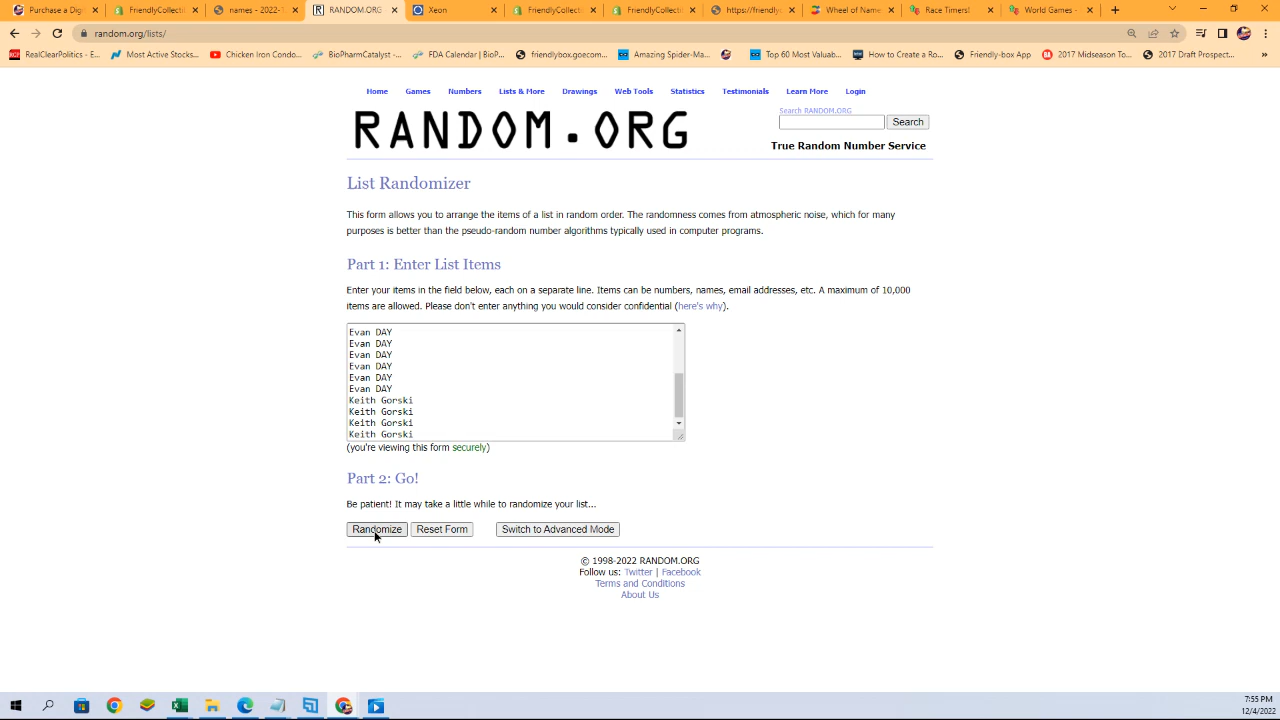 Purchase a Dig
FriendlyCollecti
names - 2022-1
RANDOM.ORG
Xeon
FriendlyCollect
FriendlyCollecti
https://friendly
Wheel of Name
Race Timers!
World Games -
random.org/lists/
RealClearPolitics - E...
Most Active Stocks...
Chicken Iron Condo...
BioPharmCatalyst -...
FDA Calendar | BioP...
friendlybox.goecom...
Amazing Spider-Ma...
Top 60 Most Valuab...
How to Create a Ro...
Friendly-box App
2017 Midseason To...
2017 Draft Prospect...
Home Games Numbers Lists & More Drawings Web Tools Statistics Testimonials Learn More Login
Search RANDOM.ORG
RANDOM.ORG
Search
True Random Number Service
List Randomizer
This form allows you to arrange the items of a list in random order. The randomness comes from atmospheric noise, which for many
purposes is better than the pseudo-random number algorithms typically used in computer programs.
Part 1: Enter List Items
Enter your items in the field below, each on a separate line. Items can be numbers, names, email addresses, etc. A maximum of 10,000
items are allowed. Please don't enter anything you would consider confidential (here's why).
Evan DAY
Evan DAY
Evan DAY
Evan DAY
Evan DAY
Evan DAY
Keith Gorski
Keith Gorski
Keith Gorski
Keith Gorski
(you're viewing this form securely)
Part 2: Go!
Be patient! It may take a little while to randomize your list...
Randomize Reset Form Switch to Advanced Mode
© 1998-2022 RANDOM.ORG
Follow us: Twitter | Facebook
Terms and Conditions
About Us
7:55 PM
12/4/2022